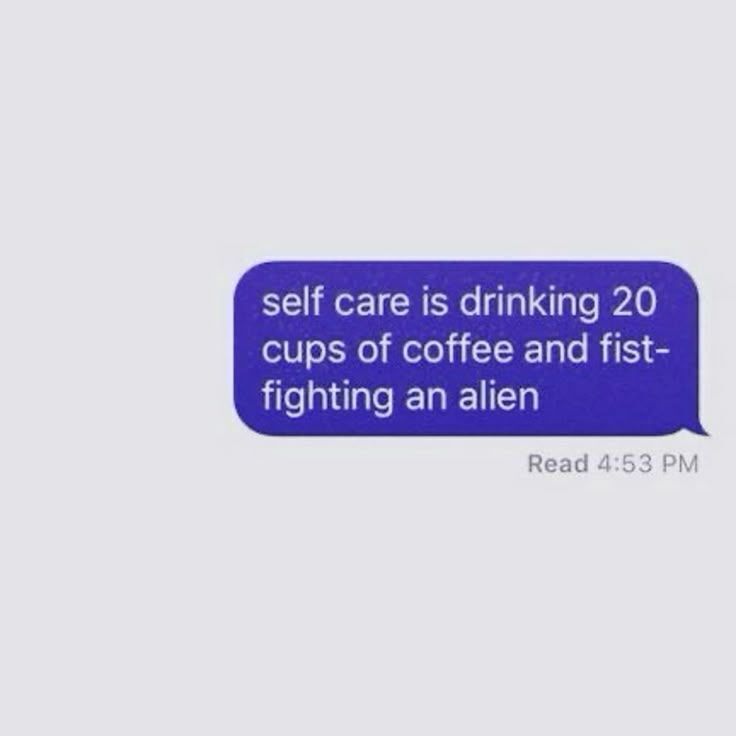 self care is drinking 20
cups of coffee and fist-
fighting an alien
Read 4:53 PM